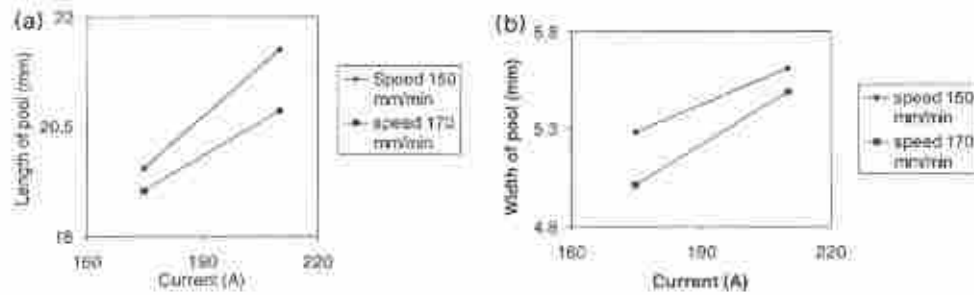 (a)
22
20.5
Length of pool (mm)
160
190
220
Current (A)
Speed 150
mm/min
speed 170
mm/min
(b)
5.8
5.3
4.8
Width of pool (mm)
160
190
220
Current (A)
speed 150
mm/min
speed 170
mm/min